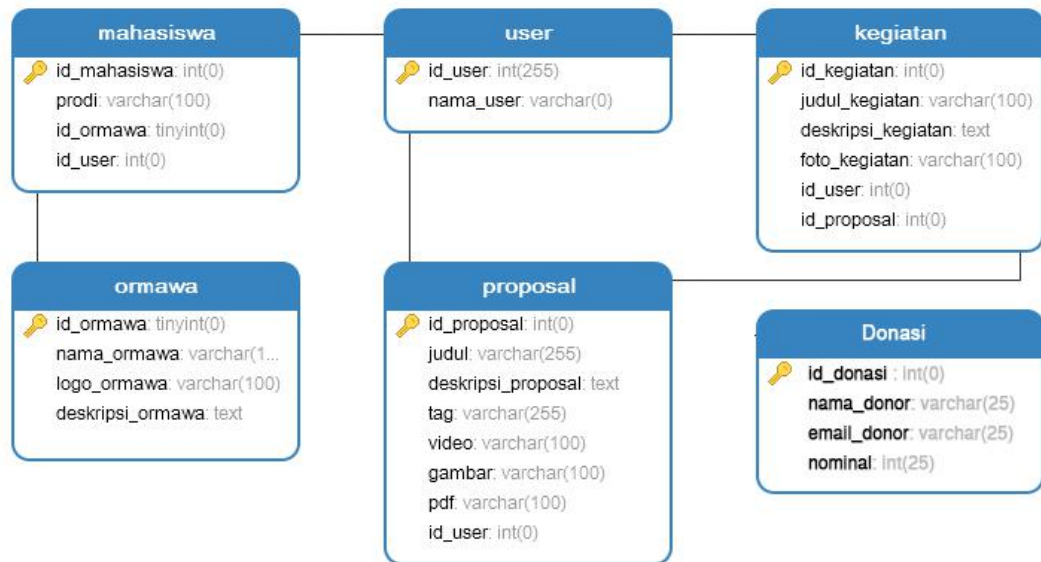 mahasiswa
id_mahasiswa: int(0)
prodi: varchar(100)
id_ormawa: tinyint(0)
id_user: int(0)
user
id_user: int(255)
nama_user: varchar(0)
kegiatan
id_kegiatan: int(0)
judul_kegiatan: varchar(100)
deskripsi_kegiatan: text
foto_kegiatan: varchar(100)
id_user: int(0)
id_proposal: int(0)
ormawa
id_ormawa: tinyint(0)
nama_ormawa: varchar(1...
logo_ormawa: varchar(100)
deskripsi_ormawa: text
proposal
id_proposal: int(0)
judul: varchar(255)
deskripsi_proposal: text
tag: varchar(255)
video: varchar(100)
gambar: varchar(100)
pdf: varchar(100)
id_user: int(0)
Donasi
id_donasi : int(0)
nama_donor: varchar(25)
email_donor: varchar(25)
nominal: int(25)